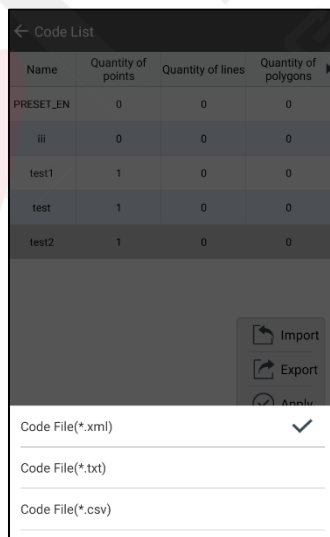 ← Code List
Name Quantity of points Quantity of lines Quantity of polygons
PRESET_EN 0 0 0
iii 0 0 0
test1 1 0 0
test 1 0 0
test2 1 0 0
Import
Export
Apply
Code File(*.xml)
Code File(*.txt)
Code File(*.csv)